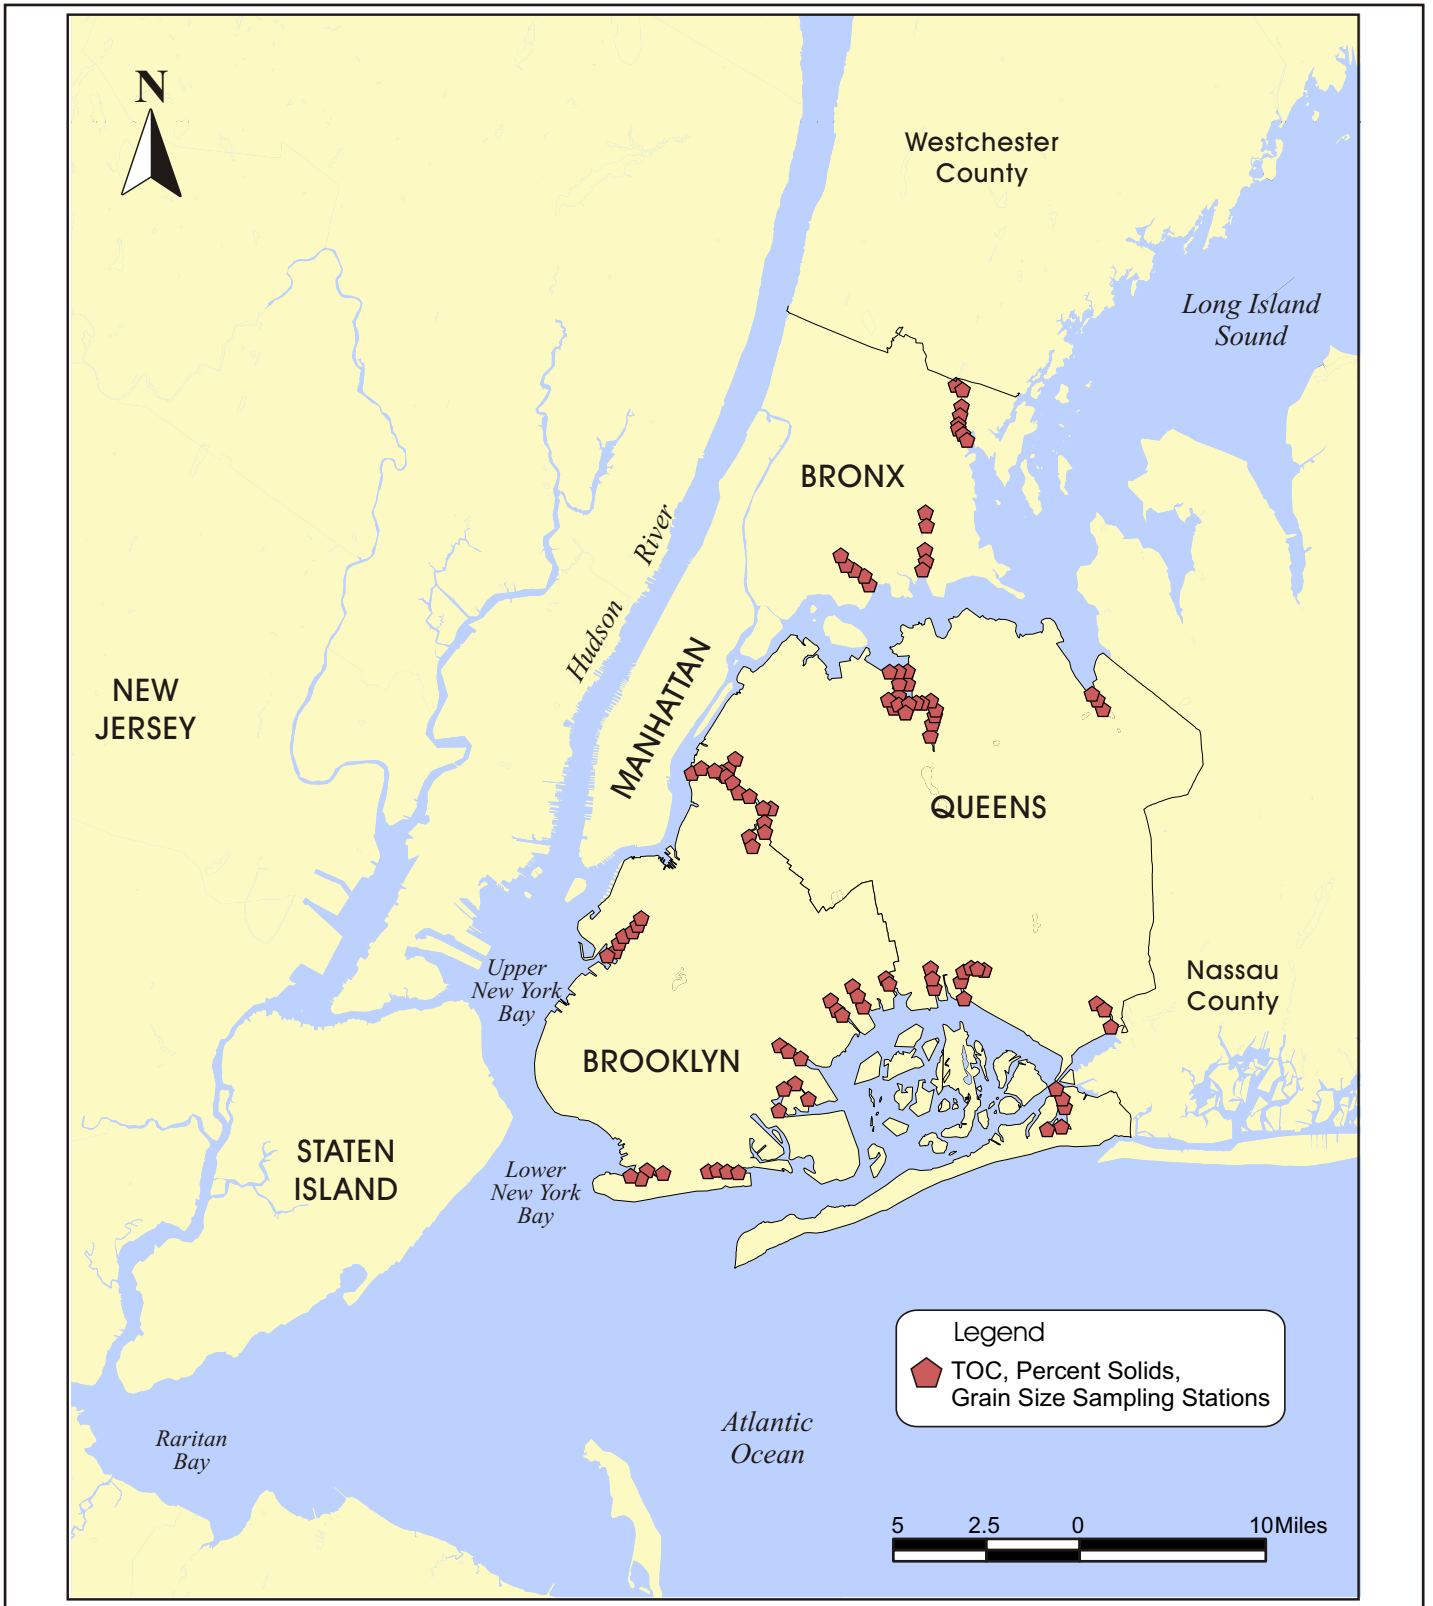 N
Westchester
County
Long Island
Sound
BRONX
Hudson River
MANHATTAN
NEW
JERSEY
QUEENS
Upper
New York
Bay
Nassau
County
BROOKLYN
STATEN
ISLAND
Lower
New York
Bay
Legend
TOC, Percent Solids,
Grain Size Sampling Stations
Atlantic
Ocean
Raritan
Bay
5 2.5 0 10Miles